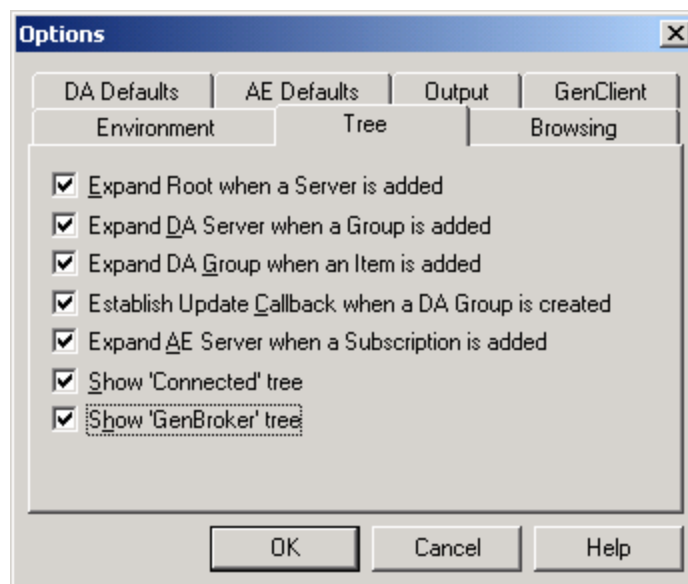 Options
DA Defaults AE Defaults Output GenClient
Environment Tree Browsing
Expand Root when a Server is added
Expand DA Server when a Group is added
Expand DA Group when an Item is added
Establish Update Callback when a DA Group is created
Expand AE Server when a Subscription is added
Show 'Connected' tree
Show 'GenBroker' tree
OK Cancel Help